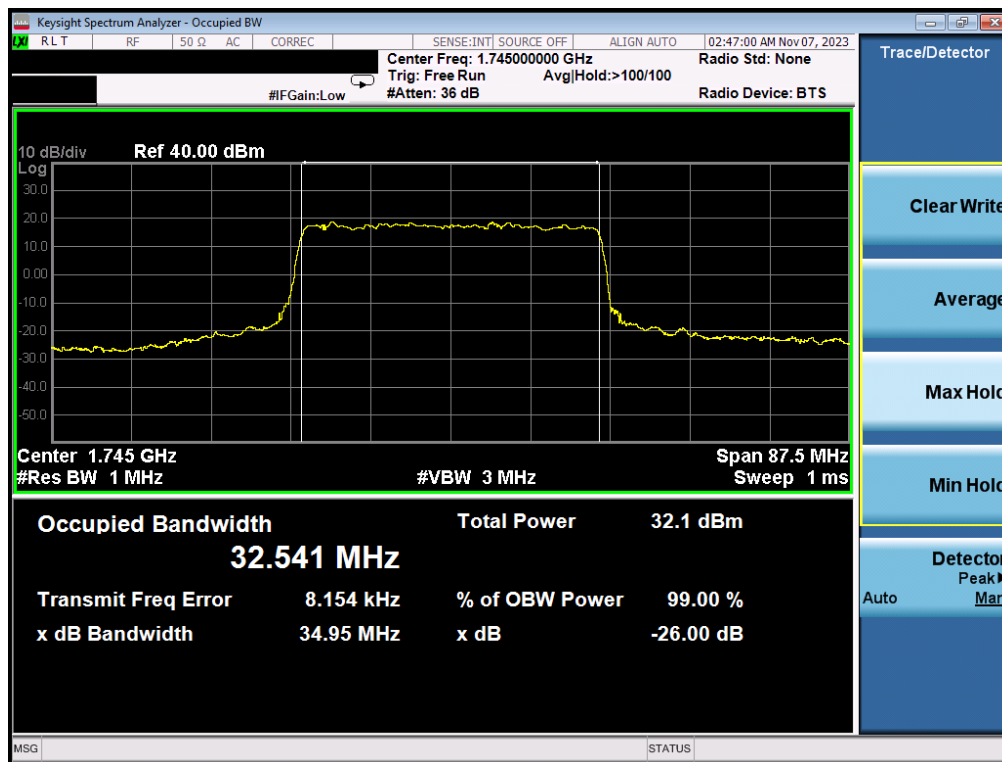 Keysight Spectrum Analyzer - Occupied BW
LXI RLT RF 50 Ω AC CORREC SENSE:INT SOURCE OFF ALIGN AUTO 02:47:00 AM Nov 07, 2023
Center Freq: 1.745000000 GHz Radio Std: None
Trig: Free Run Avg|Hold:>100/100
#IFGain:Low #Atten: 36 dB Radio Device: BTS
10 dB/div Ref 40.00 dBm
Log
30.0
20.0
10.0
0.00
-10.0
-20.0
-30.0
-40.0
-50.0
Center 1.745 GHz Span 87.5 MHz
#Res BW 1 MHz #VBW 3 MHz Sweep 1 ms
Occupied Bandwidth Total Power 32.1 dBm
32.541 MHz
Transmit Freq Error 8.154 kHz % of OBW Power 99.00 %
x dB Bandwidth 34.95 MHz x dB -26.00 dB
MSG STATUS
Trace/Detector
Clear Write
Average
Max Hold
Min Hold
Detector
Peak▶
Auto Man